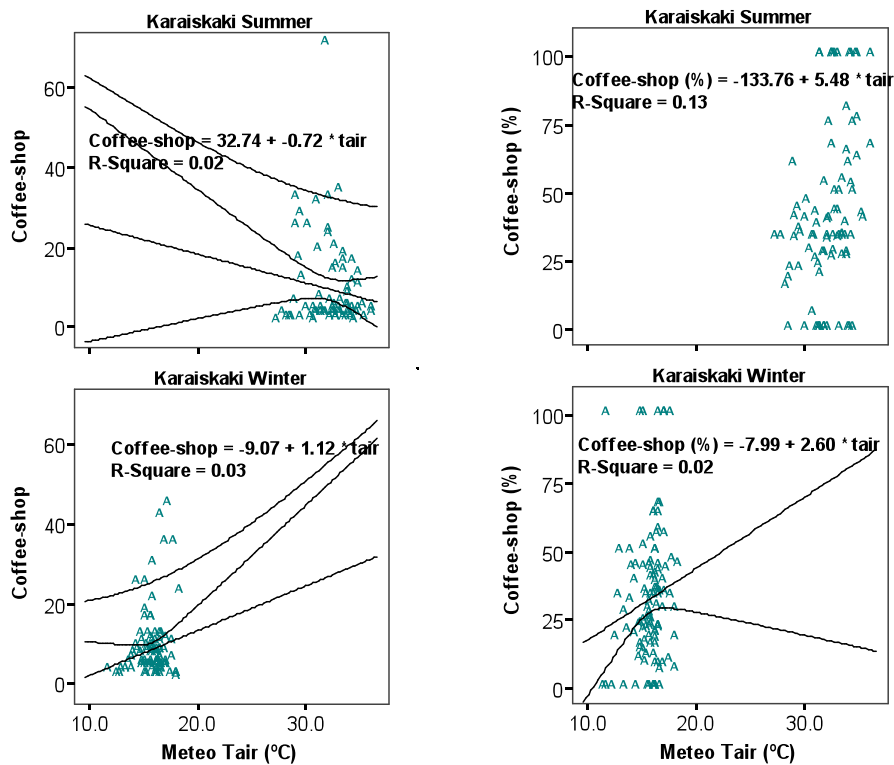 Karaiskaki Summer
Coffee-shop
60
40
20
0
Coffee-shop = 32.74 + -0.72 * tair
R-Square = 0.02
Karaiskaki Summer
Coffee-shop (%)
100
75
50
25
0
Coffee-shop (%) = -133.76 + 5.48 * tair
R-Square = 0.13
Karaiskaki Winter
Coffee-shop
60
40
20
0
Coffee-shop = -9.07 + 1.12 * tair
R-Square = 0.03
10.0 20.0 30.0
Meteo Tair (ºC)
Karaiskaki Winter
Coffee-shop (%)
100
75
50
25
0
Coffee-shop (%) = -7.99 + 2.60 * tair
R-Square = 0.02
10.0 20.0 30.0
Meteo Tair (ºC)